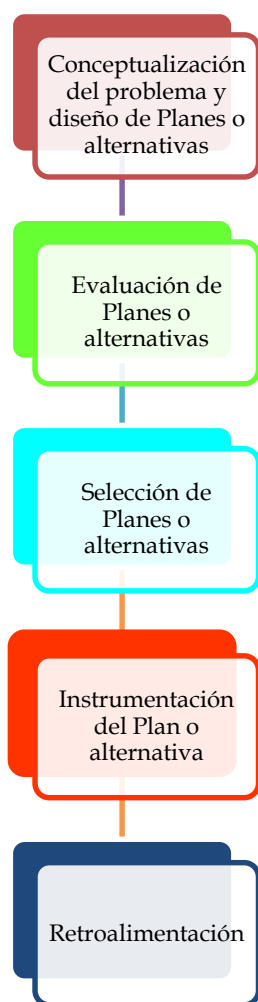 Conceptualización
del problema y
diseño de Planes o
alternativas
Evaluación de
Planes o
alternativas
Selección de
Planes o
alternativas
Instrumentación
del Plan o
alternativa
Retroalimentación